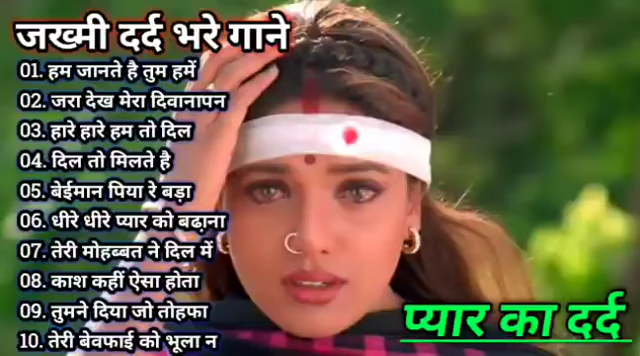 जख्मी दर्द भरे गाने
01. हम जानते है तुम हमें
02. जरा देख मेरा दिवानापन
03. हारे हारे हम तो दिल
04. दिल तो मिलते है
05. बेईमान पिया रे बड़ा
06. धीरे धीरे प्यार को बढा़ना
07. तेरी मोहब्बत ने दिल में
08. काश कहीं ऐसा होता
09. तुमने दिया जो तोहफा
10. तेरी बेवफाई को भूला न
प्यार का दर्द